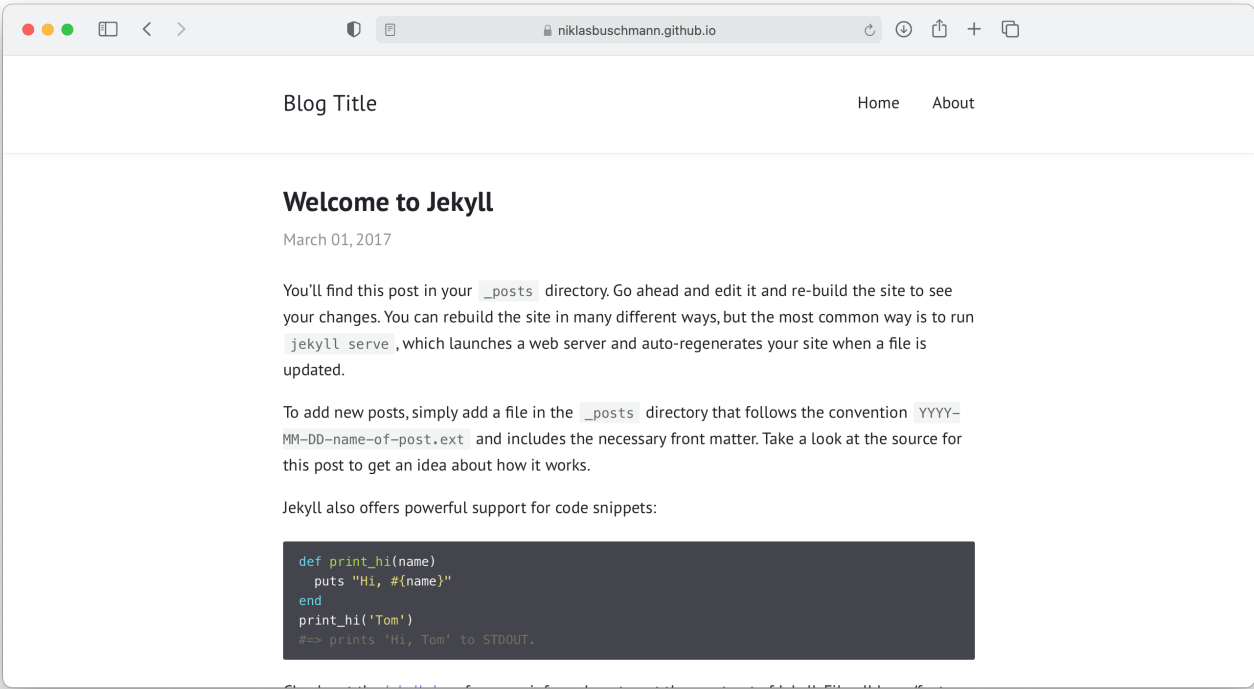 niklasbuschmann.github.io
Blog Title
Home About
Welcome to Jekyll
March 01, 2017
You’ll find this post in your _posts directory. Go ahead and edit it and re-build the site to see
your changes. You can rebuild the site in many different ways, but the most common way is to run
jekyll serve , which launches a web server and auto-regenerates your site when a file is
updated.
To add new posts, simply add a file in the _posts directory that follows the convention YYYY-
MM-DD-name-of-post.ext and includes the necessary front matter. Take a look at the source for
this post to get an idea about how it works.
Jekyll also offers powerful support for code snippets:
def print_hi(name)
  puts "Hi, #{name}"
end
print_hi('Tom')
#=> prints 'Hi, Tom' to STDOUT.